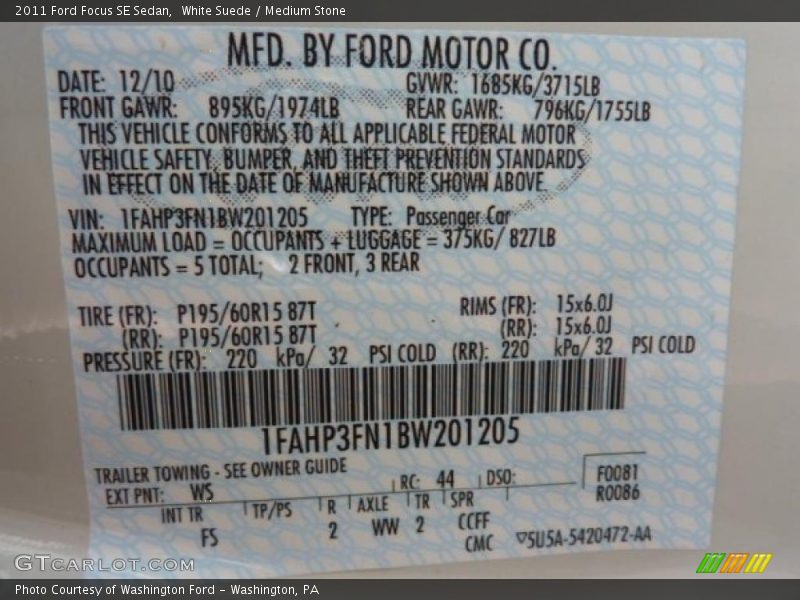 2011 Ford Focus SE Sedan, White Suede / Medium Stone
MFD. BY FORD MOTOR CO.
DATE: 12/10 GVWR: 1685KG/3715LB
FRONT GAWR: 895KG/1974LB REAR GAWR: 796KG/1755LB
THIS VEHICLE CONFORMS TO ALL APPLICABLE FEDERAL MOTOR
VEHICLE SAFETY, BUMPER, AND THEFT PREVENTION STANDARDS
IN EFFECT ON THE DATE OF MANUFACTURE SHOWN ABOVE.
VIN: 1FAHP3FN1BW201205 TYPE: Passenger Car
MAXIMUM LOAD = OCCUPANTS + LUGGAGE = 375KG/ 827LB
OCCUPANTS = 5 TOTAL; 2 FRONT, 3 REAR
TIRE (FR): P195/60R15 87T RIMS (FR): 15x6.0J
(RR): P195/60R15 87T (RR): 15x6.0J
PRESSURE (FR): 220 kPa/ 32 PSI COLD (RR): 220 kPa/ 32 PSI COLD
1FAHP3FN1BW201205
TRAILER TOWING - SEE OWNER GUIDE
EXT PNT: WS RC: 44 DSO: F0081
INT TR TP/PS R AXLE TR SPR R0086
FS 2 WW 2 CCFF
CMC 5U5A-5420472-AA
GTCARLOT.COM
Photo Courtesy of Washington Ford - Washington, PA